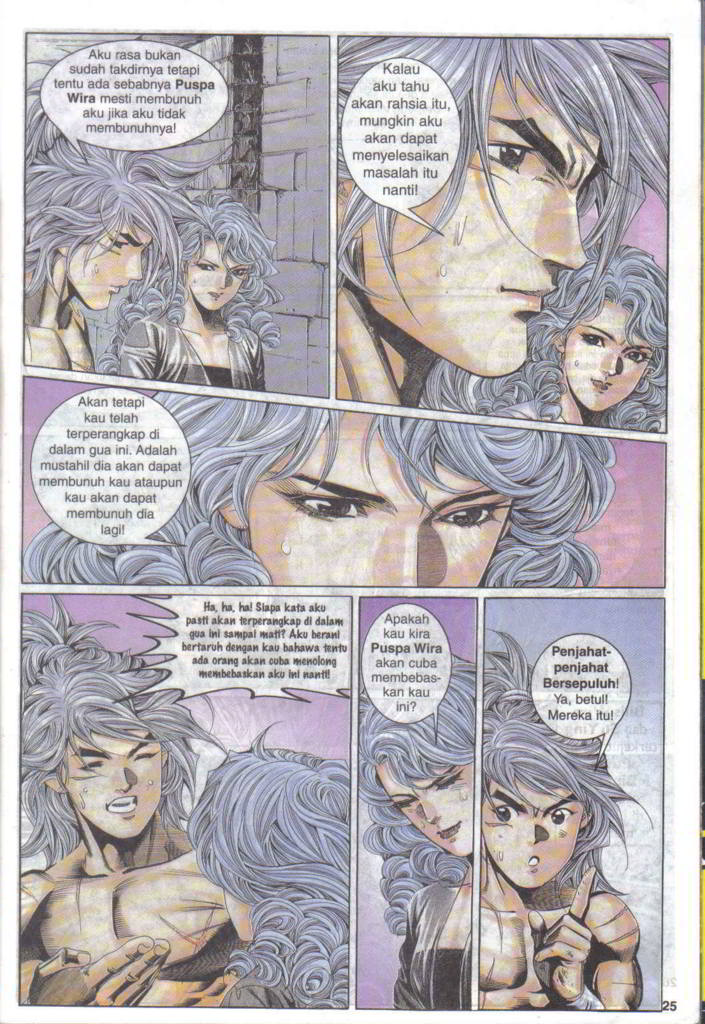 Aku rasa bukan
sudah takdirnya tetapi
tentu ada sebabnya Puspa
Wira mesti membunuh
aku jika aku tidak
membunuhnya!
Kalau
aku tahu
akan rahsia itu,
mungkin aku
akan dapat
menyelesaikan
masalah itu
nanti!
Akan tetapi
kau telah
terperangkap di
dalam gua ini. Adalah
mustahil dia akan dapat
membunuh kau ataupun
kau akan dapat
membunuh dia
lagi!
Ha, ha, ha! Siapa kata aku
pasti akan terperangkap di dalam
gua ini sampai mati? Aku berani
bertaruh dengan kau bahawa tentu
ada orang akan cuba menolong
membebaskan aku ini nanti!
Apakah
kau kira
Puspa Wira
akan cuba
membebas-
kan kau
ini?
Penjahat-
penjahat
Bersepuluh!
Ya, betul!
Mereka itu!
25